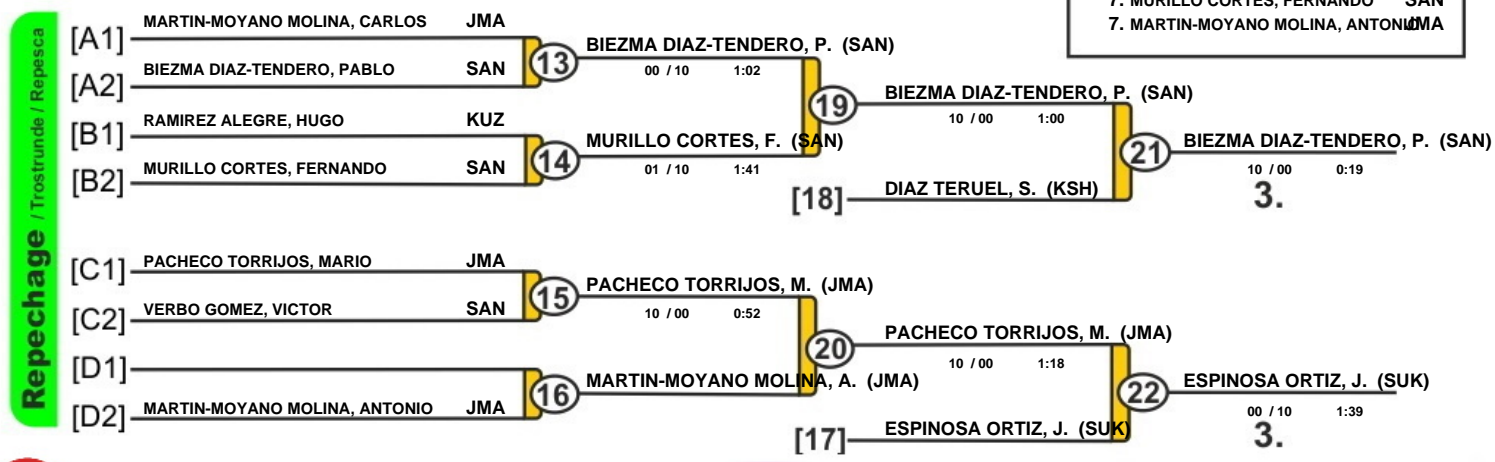 7. MURILLO CORTES, FERNANDO SAN
7. MARTIN-MOYANO MOLINA, ANTONIO JMA
Repechage / Trostrunde / Repesca
[A1] MARTIN-MOYANO MOLINA, CARLOS JMA
[A2] BIEZMA DIAZ-TENDERO, PABLO SAN
13 BIEZMA DIAZ-TENDERO, P. (SAN)
00 / 10 1:02
[B1] RAMIREZ ALEGRE, HUGO KUZ
[B2] MURILLO CORTES, FERNANDO SAN
14 MURILLO CORTES, F. (SAN)
01 / 10 1:41
19 BIEZMA DIAZ-TENDERO, P. (SAN)
10 / 00 1:00
[18] DIAZ TERUEL, S. (KSH)
21 BIEZMA DIAZ-TENDERO, P. (SAN)
10 / 00 0:19
3.
[C1] PACHECO TORRIJOS, MARIO JMA
[C2] VERBO GOMEZ, VICTOR SAN
15 PACHECO TORRIJOS, M. (JMA)
10 / 00 0:52
[D1]
[D2] MARTIN-MOYANO MOLINA, ANTONIO JMA
16 MARTIN-MOYANO MOLINA, A. (JMA)
20 PACHECO TORRIJOS, M. (JMA)
10 / 00 1:18
[17] ESPINOSA ORTIZ, J. (SUK)
22 ESPINOSA ORTIZ, J. (SUK)
00 / 10 1:39
3.